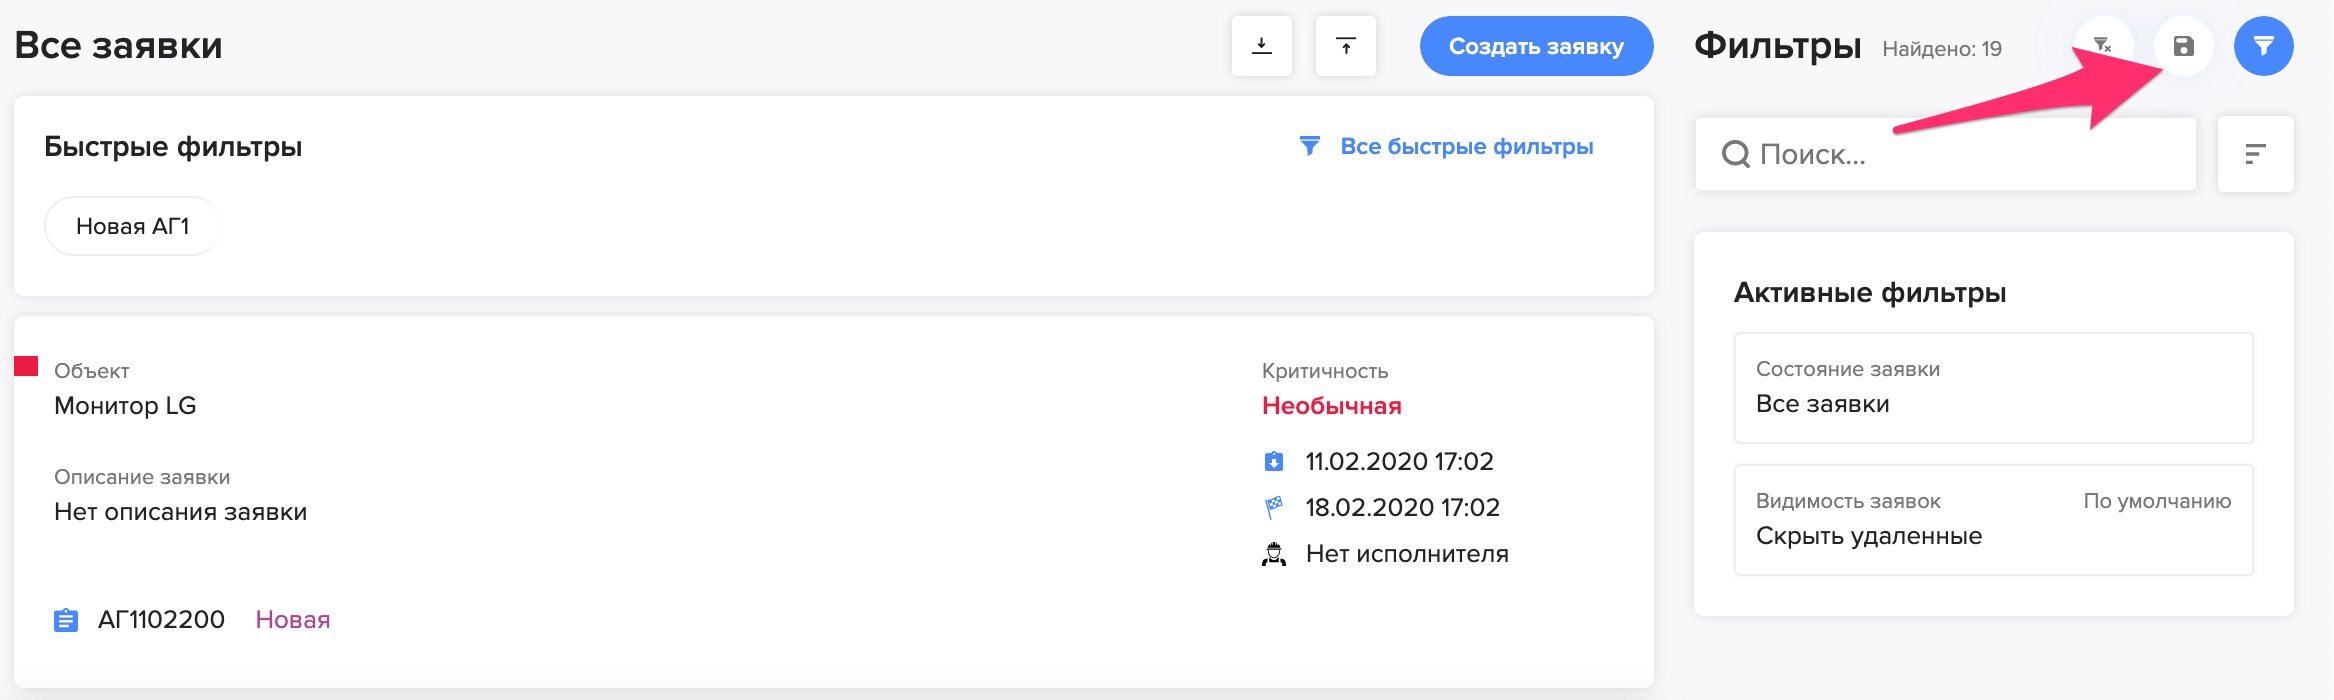 Все заявки
Создать заявку
Быстрые фильтры
Все быстрые фильтры
Новая АГ1
Объект
Монитор LG
Критичность
Необычная
11.02.2020 17:02
18.02.2020 17:02
Нет исполнителя
Описание заявки
Нет описания заявки
АГ1102200 Новая
Фильтры Найдено: 19
Поиск...
Активные фильтры
Состояние заявки
Все заявки
Видимость заявок По умолчанию
Скрыть удаленные